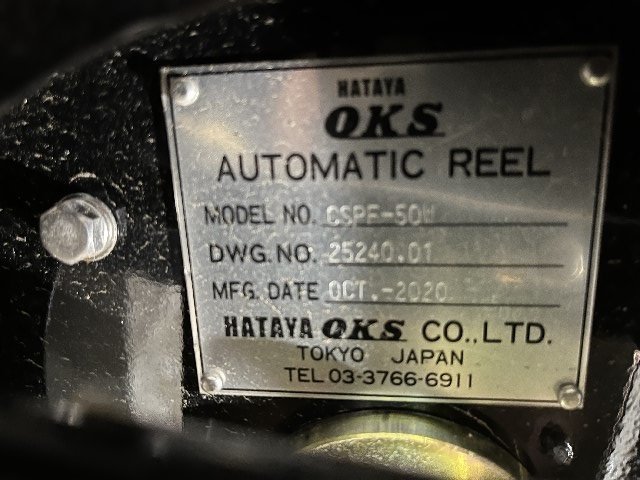 HATAYA
OKS
AUTOMATIC REEL
MODEL NO. CSPF-50W
DWG. NO. 25240.01
MFG. DATE OCT.-2020
HATAYA OKS CO.,LTD.
TOKYO JAPAN
TEL 03-3766-6911